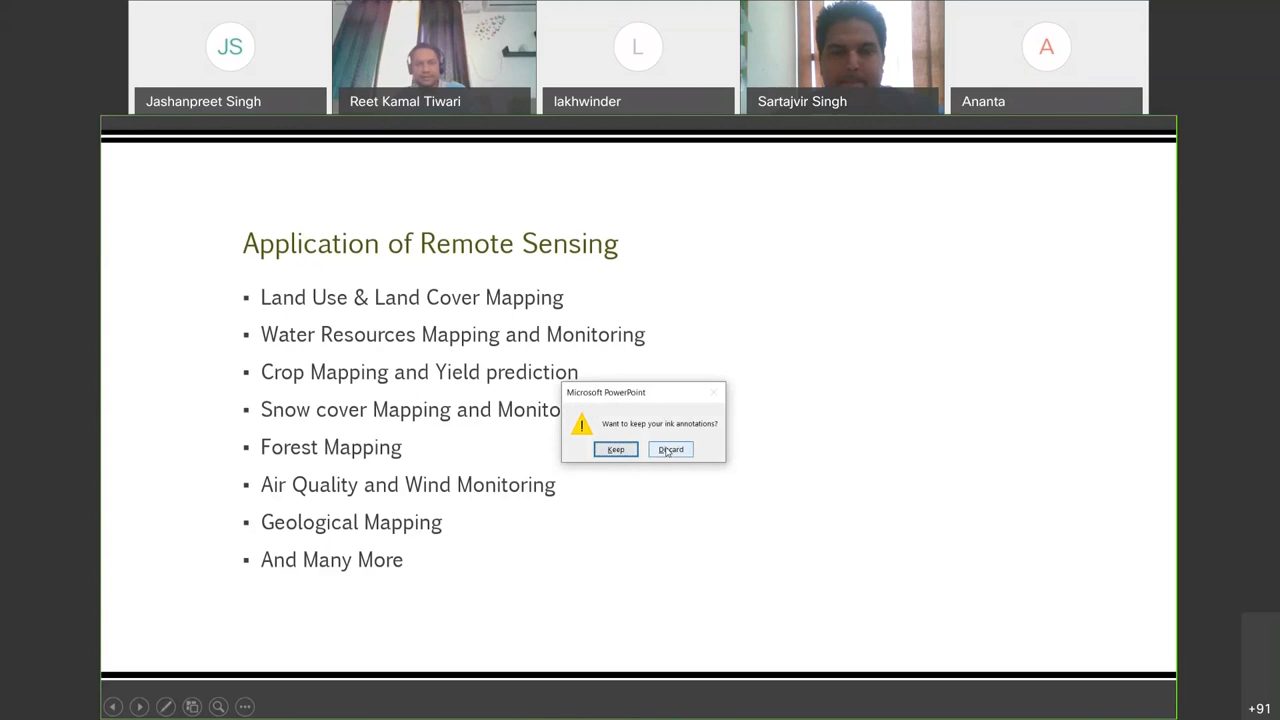 JS
L
A
Jashanpreet Singh
Reet Kamal Tiwari
lakhwinder
Sartajvir Singh
Ananta
Application of Remote Sensing
▪ Land Use & Land Cover Mapping
▪ Water Resources Mapping and Monitoring
▪ Crop Mapping and Yield prediction
▪ Snow cover Mapping and Monito
Microsoft PowerPoint
Want to keep your ink annotations?
Keep
Discard
▪ Forest Mapping
▪ Air Quality and Wind Monitoring
▪ Geological Mapping
▪ And Many More
+91